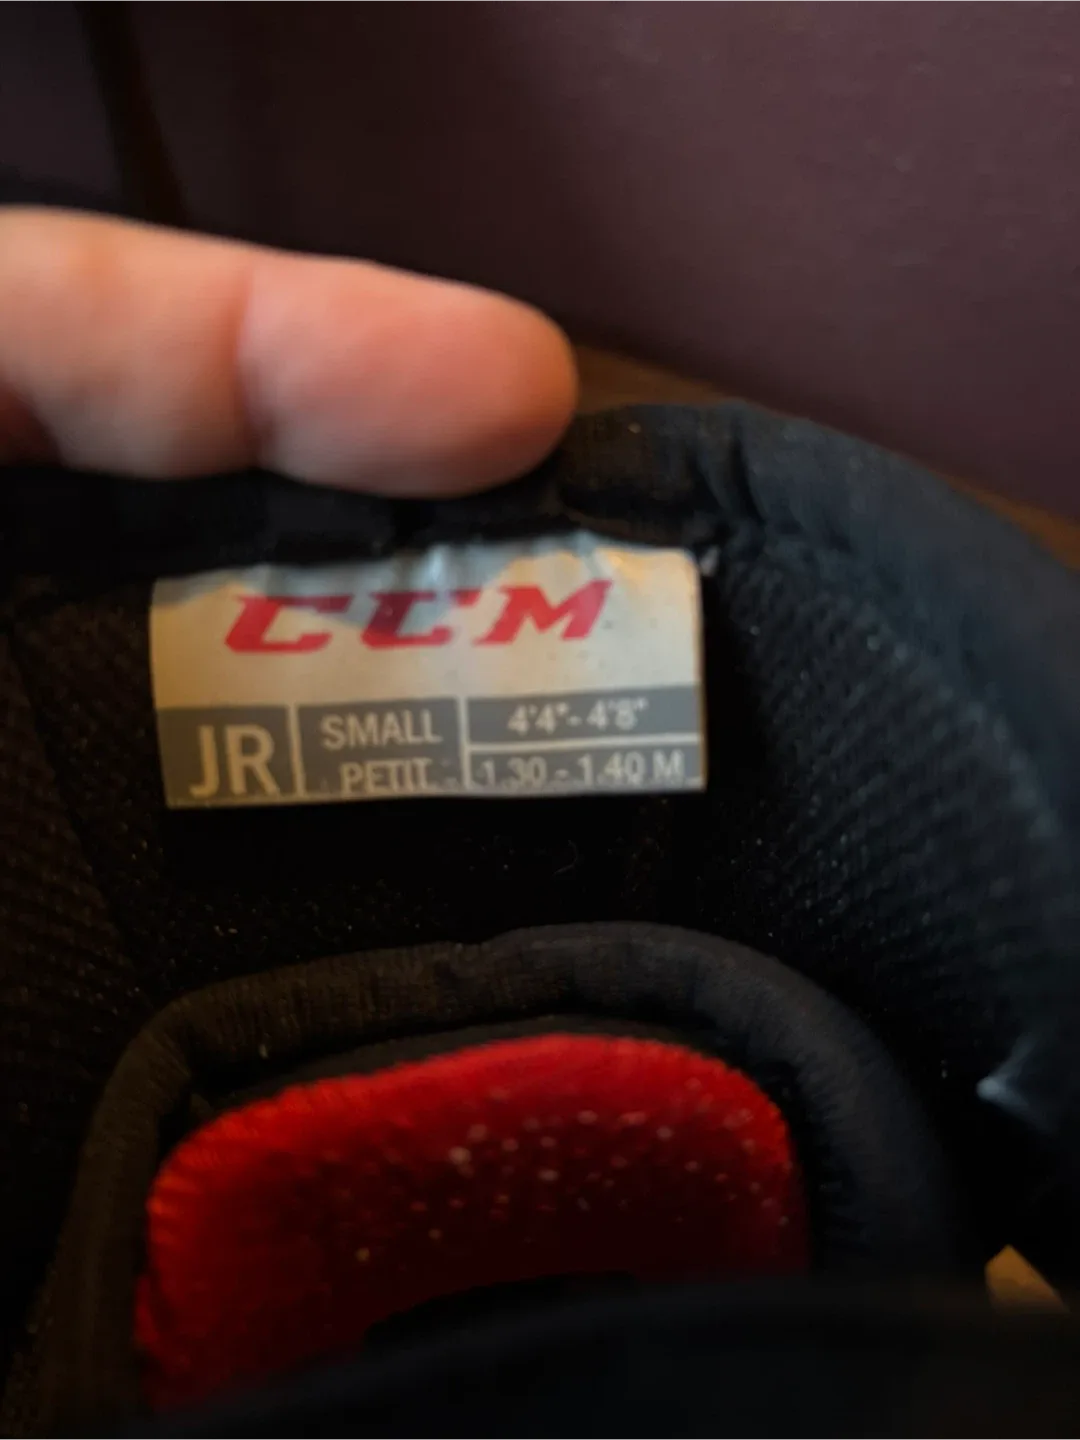 CCM
JR
SMALL
PETIT
4'4"- 4'8"
1.30 - 1.40 M